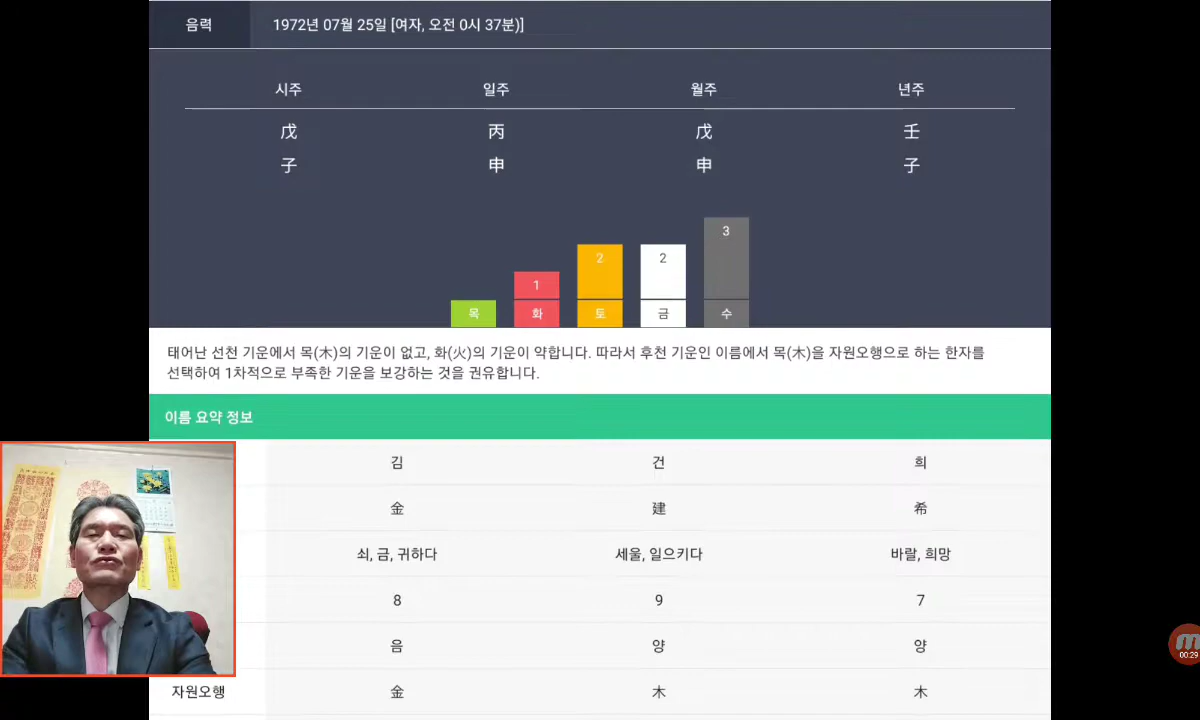 음력 1972년 07월 25일 [여자, 오전 0시 37분)]
시주 일주 월주 년주
戊 丙 戊 壬
子 申 申 子
1 2 2 3
목 화 토 금 수
태어난 선천 기운에서 목(木)의 기운이 없고, 화(火)의 기운이 약합니다. 따라서 후천 기운인 이름에서 목(木)을 자원오행으로 하는 한자를
선택하여 1차적으로 부족한 기운을 보강하는 것을 권유합니다.
이름 요약 정보
김 건 희
金 建 希
쇠, 금, 귀하다 세울, 일으키다 바랄, 희망
8 9 7
음 양 양
자원오행 金 木 木
00:29